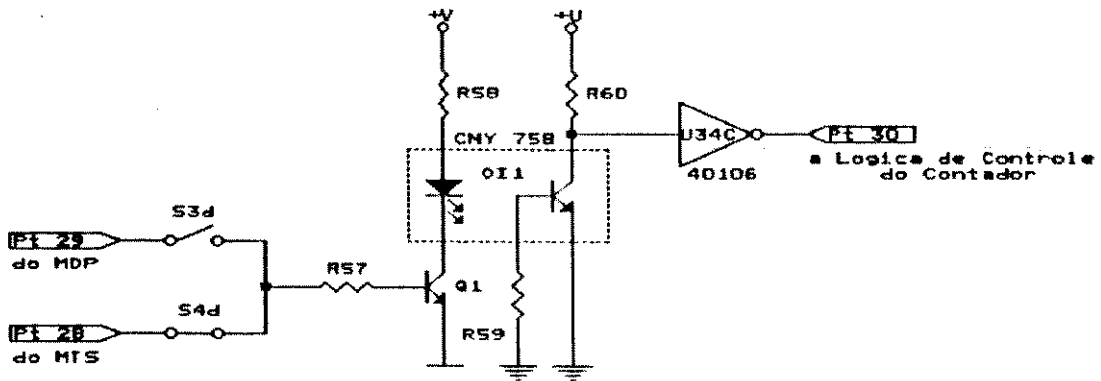 +V
+U
R58
R60
CNY 75B
U34C
Pt 30
OI1
40106
a Logica de Controle
do Contador
S3d
Pt 29
do MDP
R57
Q1
S4d
R59
Pt 28
do MTS